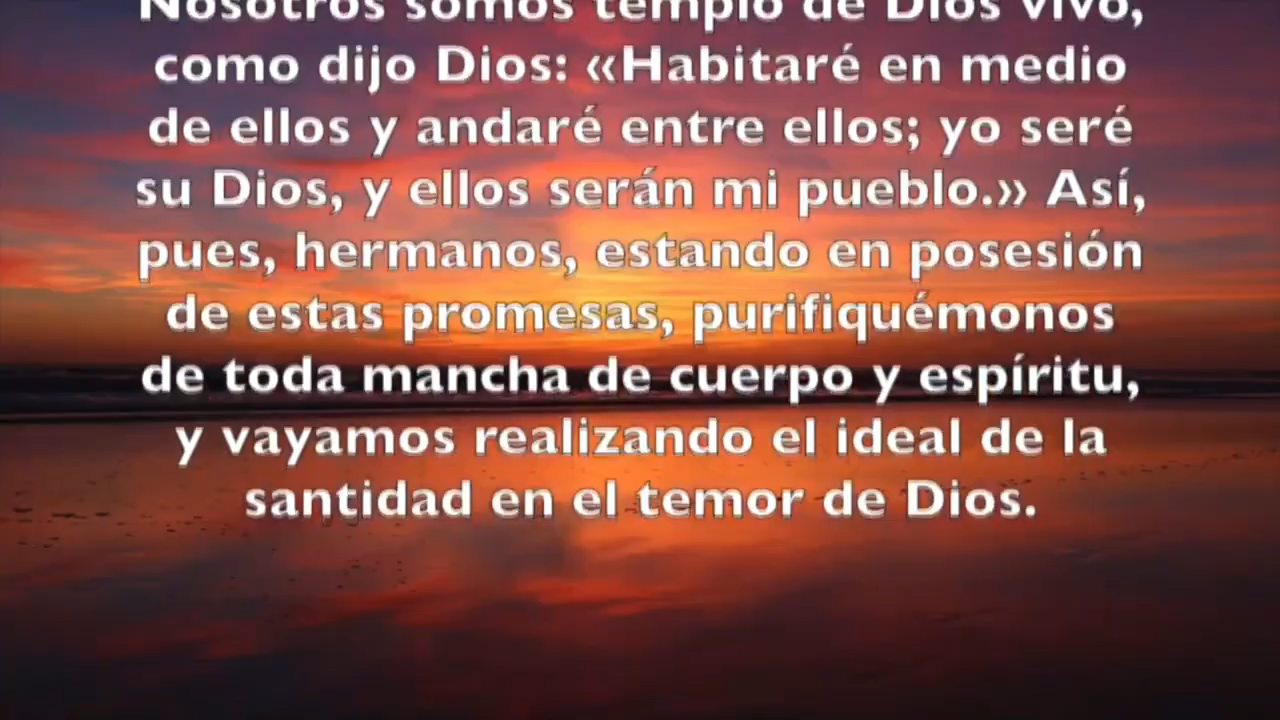 Nosotros somos templo de Dios vivo,
como dijo Dios: «Habitaré en medio
de ellos y andaré entre ellos; yo seré
su Dios, y ellos serán mi pueblo.» Así,
pues, hermanos, estando en posesión
de estas promesas, purifiquémonos
de toda mancha de cuerpo y espíritu,
y vayamos realizando el ideal de la
santidad en el temor de Dios.